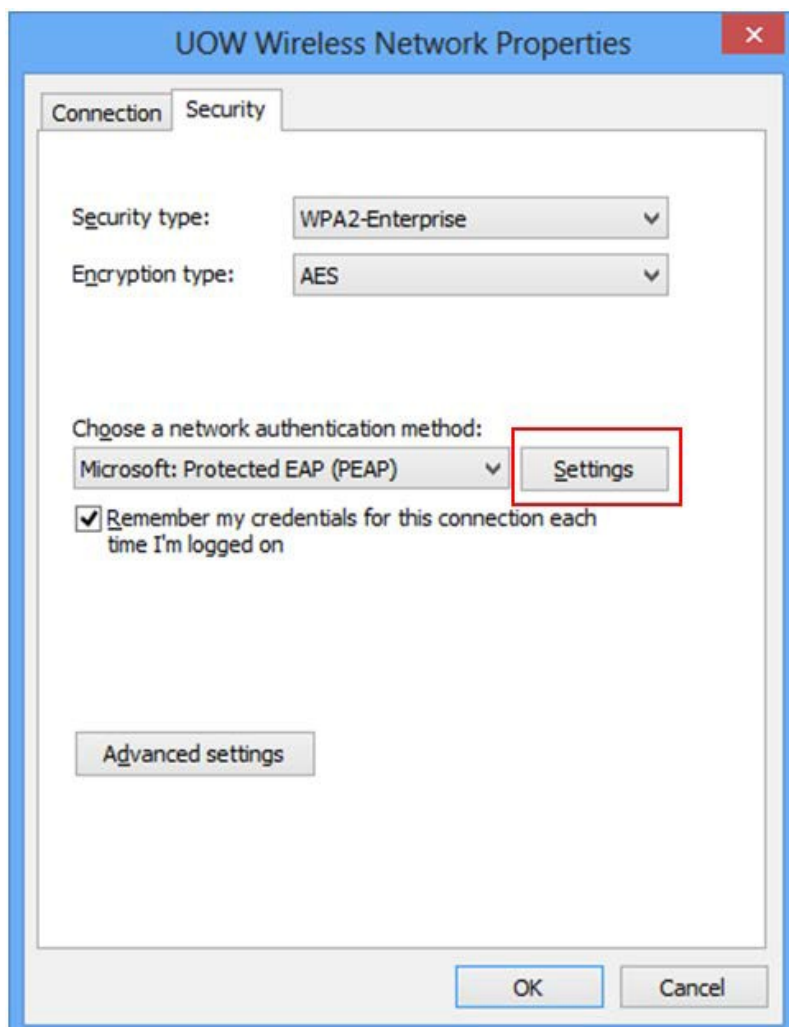 UOW Wireless Network Properties
Connection
Security
Security type:
WPA2-Enterprise
Encryption type:
AES
Choose a network authentication method:
Microsoft: Protected EAP (PEAP)
Settings
Remember my credentials for this connection each
time I'm logged on
Advanced settings
OK
Cancel